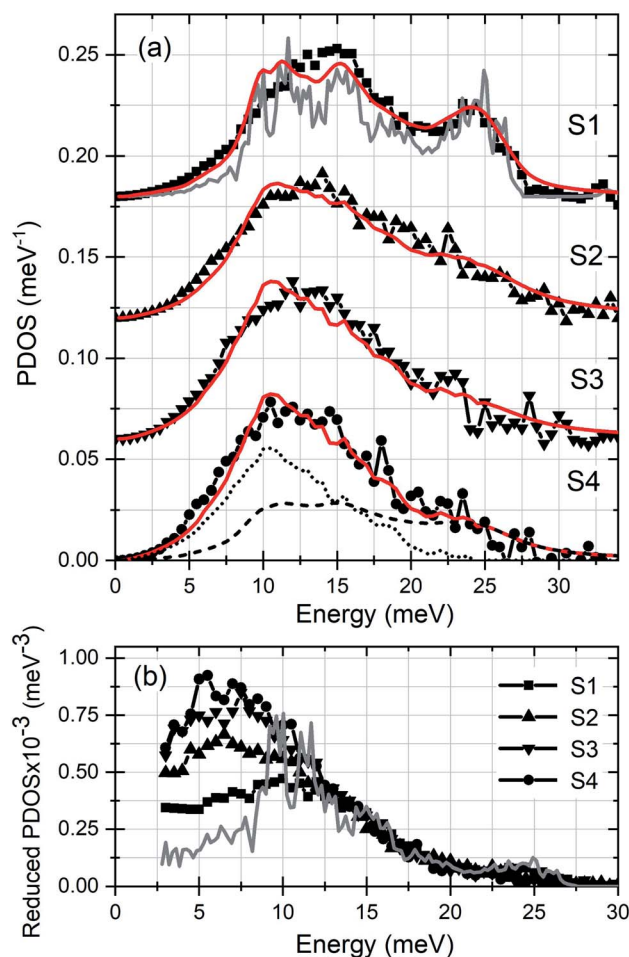 (a)
0.25
0.20
0.15
0.10
0.05
0.00
PDOS (meV⁻¹)
S1
S2
S3
S4
0 5 10 15 20 25 30
Energy (meV)
(b)
1.00
0.75
0.50
0.25
0.00
Reduced PDOS×10⁻³ (meV⁻³)
S1
S2
S3
S4
0 5 10 15 20 25 30
Energy (meV)